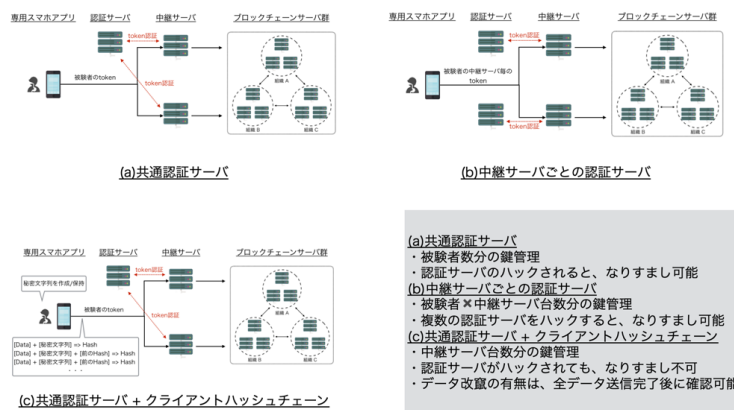 専用スマホアプリ 認証サーバ 中継サーバ ブロックチェーンサーバ群
token認証
token認証
被験者のtoken
組織 A
組織 B 組織 C
(a)共通認証サーバ
専用スマホアプリ 認証サーバ 中継サーバ ブロックチェーンサーバ群
token認証
被験者の中継サーバ毎の
token
token認証
組織 A
組織 B 組織 C
(b)中継サーバごとの認証サーバ
専用スマホアプリ 認証サーバ 中継サーバ ブロックチェーンサーバ群
token認証
秘密文字列を作成/保持
被験者のtoken
token認証
[Data] + [秘密文字列] => Hash
[Data] + [秘密文字列] + [前のHash] => Hash
[Data] + [秘密文字列] + [前のHash] => Hash
・・・
組織 A
組織 B 組織 C
(c)共通認証サーバ + クライアントハッシュチェーン
(a)共通認証サーバ
・被験者数分の鍵管理
・認証サーバのハックされると、なりすまし可能
(b)中継サーバごとの認証サーバ
・被験者✖中継サーバ台数分の鍵管理
・複数の認証サーバをハックすると、なりすまし可能
(c)共通認証サーバ + クライアントハッシュチェーン
・中継サーバ台数分の鍵管理
・認証サーバがハックされても、なりすまし不可
・データ改竄の有無は、全データ送信完了後に確認可能